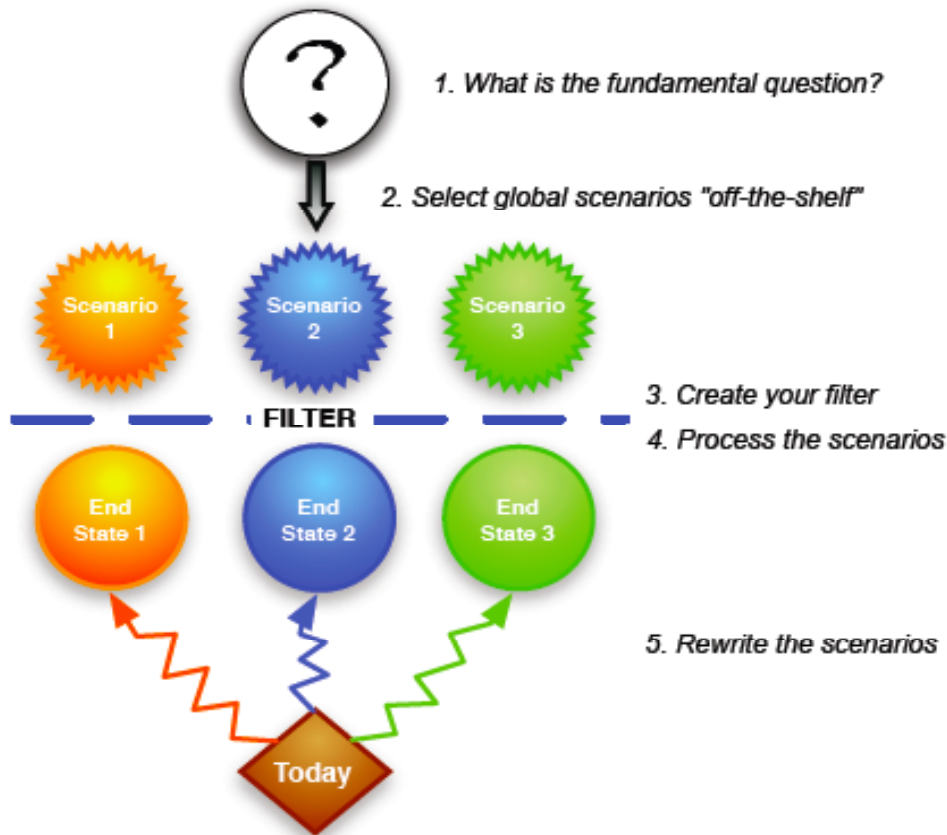 ?
1. What is the fundamental question?
2. Select global scenarios "off-the-shelf"
Scenario
1
Scenario
2
Scenario
3
3. Create your filter
FILTER
4. Process the scenarios
End
State 1
End
State 2
End
State 3
5. Rewrite the scenarios
Today